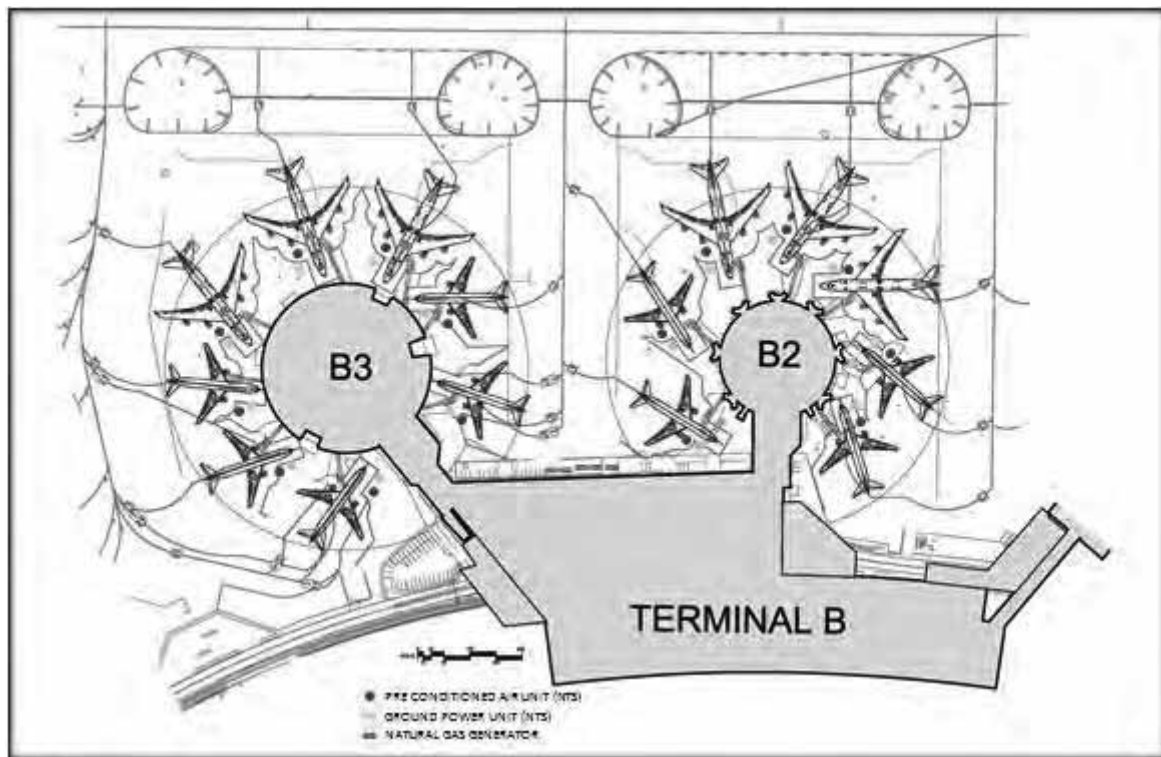 B3
B2
TERMINAL B
PRE CONDITIONED AIR UNIT (NTS)
GROUND POWER UNIT (NTS)
NATURAL GAS GENERATOR